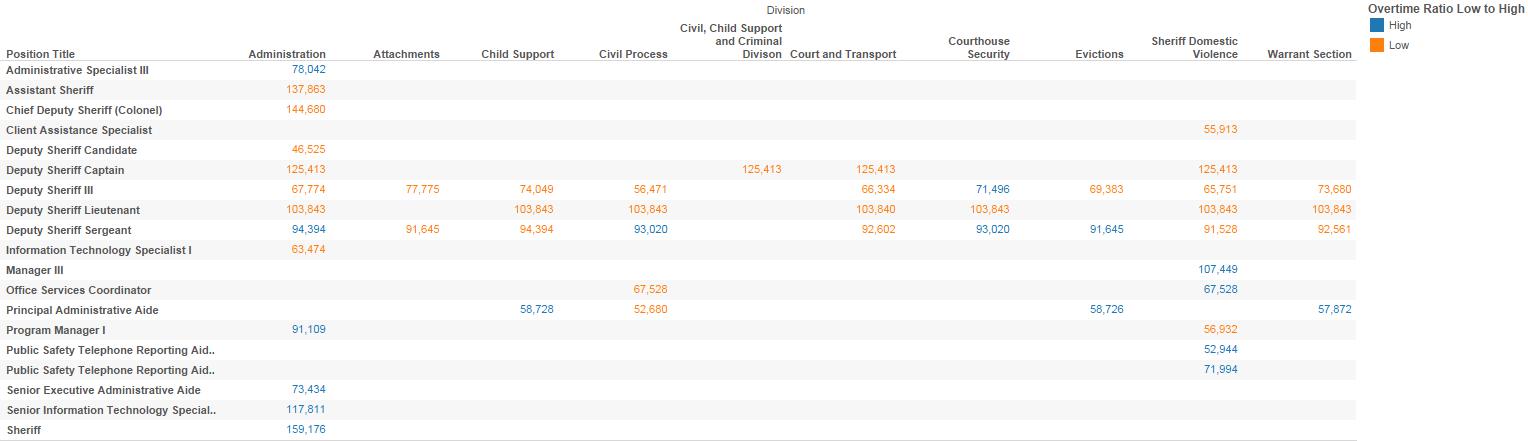 Division
Overtime Ratio Low to High
High
Low
Civil, Child Support
and Criminal Courthouse Sheriff Domestic
Position Title Administration Attachments Child Support Civil Process Divison Court and Transport Security Evictions Violence Warrant Section
Administrative Specialist III 78,042
Assistant Sheriff 137,863
Chief Deputy Sheriff (Colonel) 144,680
Client Assistance Specialist 55,913
Deputy Sheriff Candidate 46,525
Deputy Sheriff Captain 125,413 125,413 125,413 125,413
Deputy Sheriff III 67,774 77,775 74,049 56,471 66,334 71,496 69,383 65,751 73,680
Deputy Sheriff Lieutenant 103,843 103,843 103,843 103,840 103,843 103,843 103,843
Deputy Sheriff Sergeant 94,394 91,645 94,394 93,020 92,602 93,020 91,645 91,528 92,561
Information Technology Specialist I 63,474
Manager III 107,449
Office Services Coordinator 67,528 67,528
Principal Administrative Aide 58,728 52,680 58,726 57,872
Program Manager I 91,109 56,932
Public Safety Telephone Reporting Aid.. 52,944
Public Safety Telephone Reporting Aid.. 71,994
Senior Executive Administrative Aide 73,434
Senior Information Technology Special.. 117,811
Sheriff 159,176